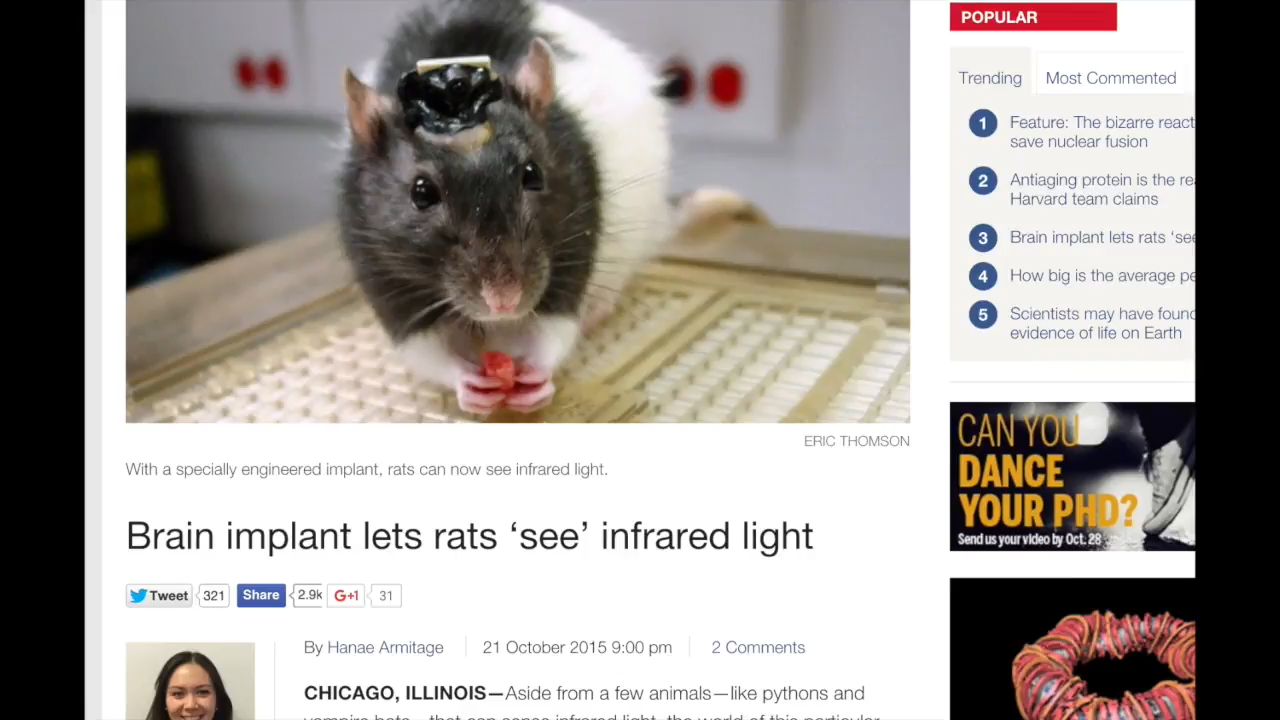 POPULAR
Trending
Most Commented
1 Feature: The bizarre react
save nuclear fusion
2 Antiaging protein is the re
Harvard team claims
3 Brain implant lets rats ‘see
4 How big is the average pe
5 Scientists may have found
evidence of life on Earth
ERIC THOMSON
With a specially engineered implant, rats can now see infrared light.
CAN YOU
DANCE
YOUR PHD?
Send us your video by Oct. 28
Brain implant lets rats ‘see’ infrared light
Tweet 321 Share 2.9k G+1 31
By Hanae Armitage 21 October 2015 9:00 pm 2 Comments
CHICAGO, ILLINOIS—Aside from a few animals—like pythons and